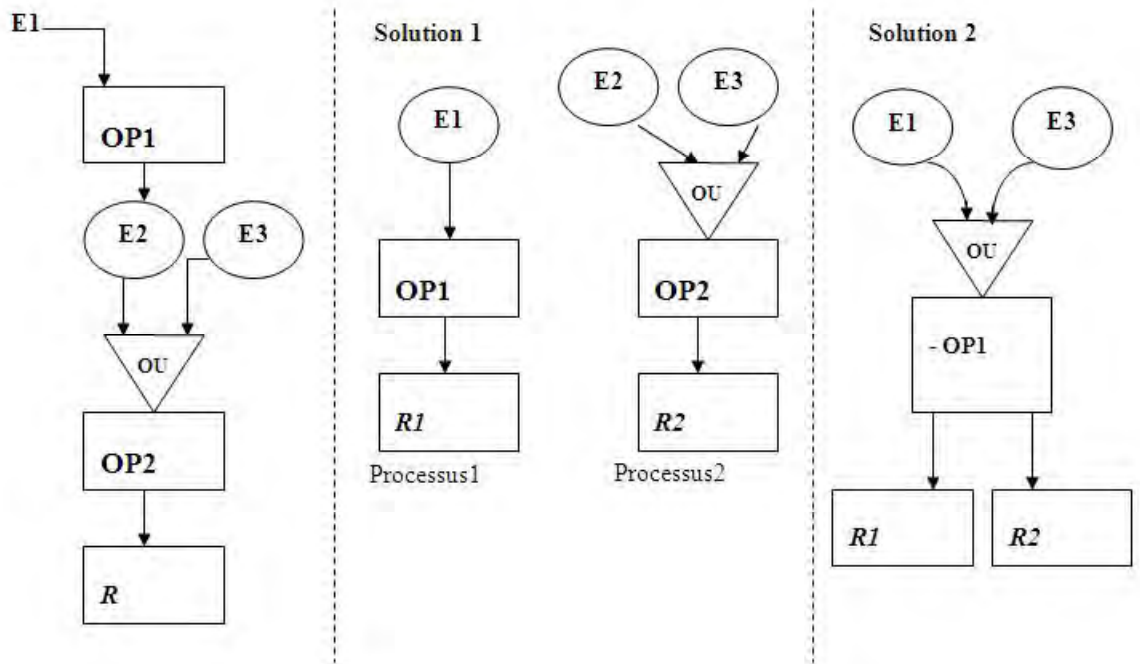 E1
OP1
E2
E3
OU
OP2
R
Solution 1
E1
OP1
R1
Processus1
E2
E3
OU
OP2
R2
Processus2
Solution 2
E1
E3
OU
- OP1
R1
R2